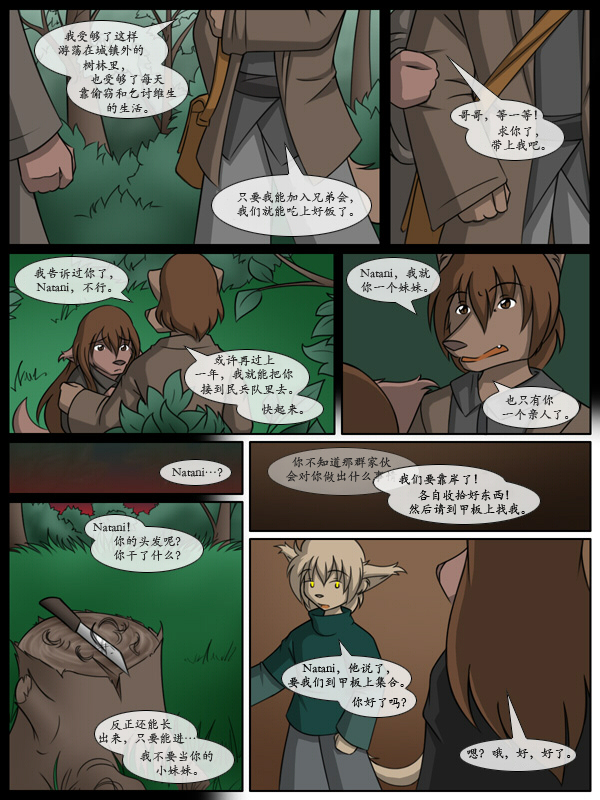 我受够了这样
游荡在城镇外的
树林里，
也受够了每天
靠偷窃和乞讨维生
的生活。
只要我能加入兄弟会，
我们就能吃上好饭了。
哥哥，等一等！
求你了，
带上我吧。
我告诉过你了，
Natani，不行。
或许再过上
一年，我就能把你
接到民兵队里去。
快起来。
Natani，我就
你一个妹妹。
也只有你
一个亲人了。
Natani…？
你不知道那群家伙
会对你做出什么事
我们要靠岸了！
各自收拾好东西！
然后请到甲板上找我。
Natani！
你的头发呢？
你干了什么？
反正还能长
出来，只要能进…
我不要当你的
小妹妹。
Natani，他说了，
要我们到甲板上集合。
你好了吗？
嗯？哦，好，好了。